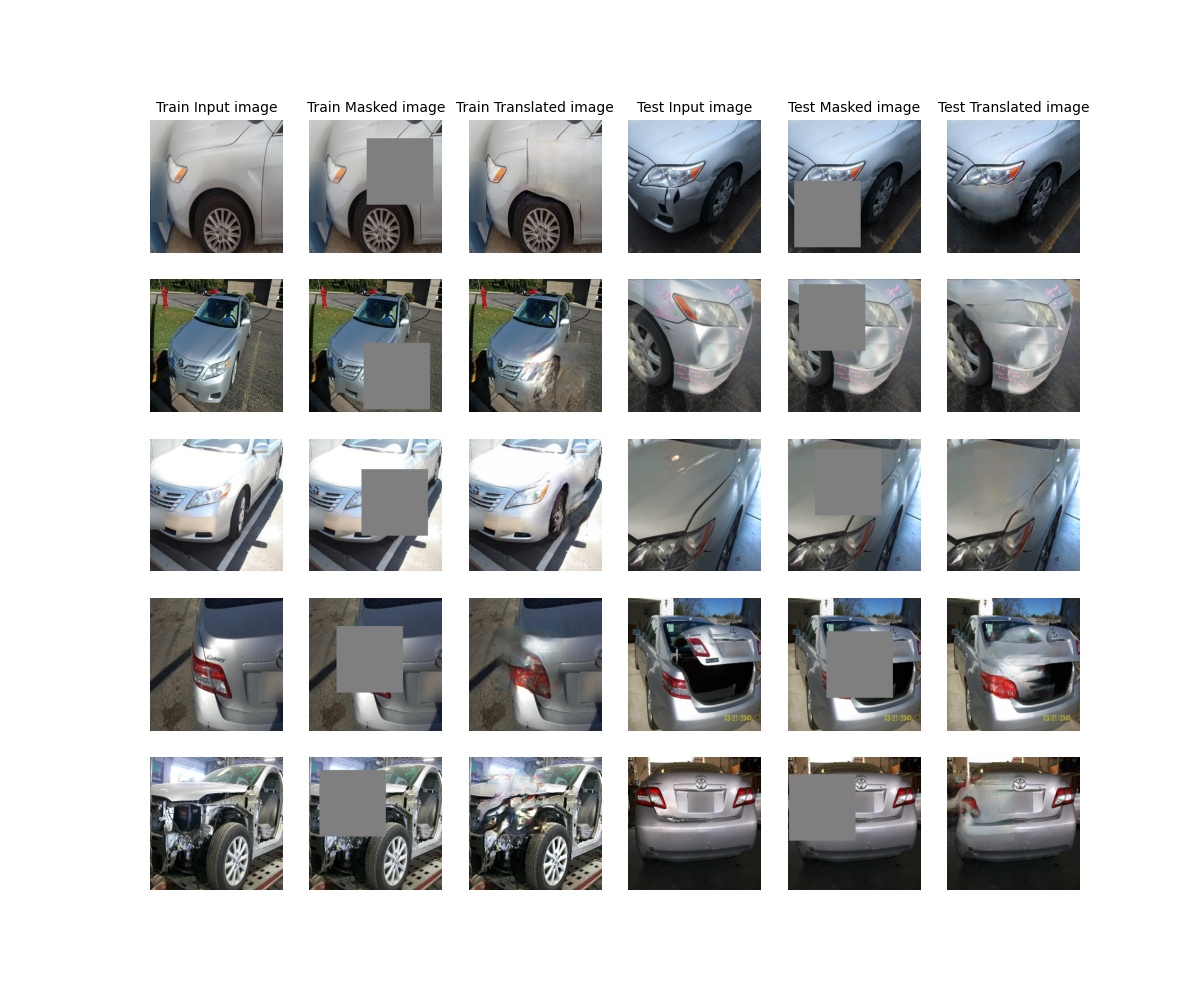 Train Input image
Train Masked image
Train Translated image
Test Input image
Test Masked image
Test Translated image